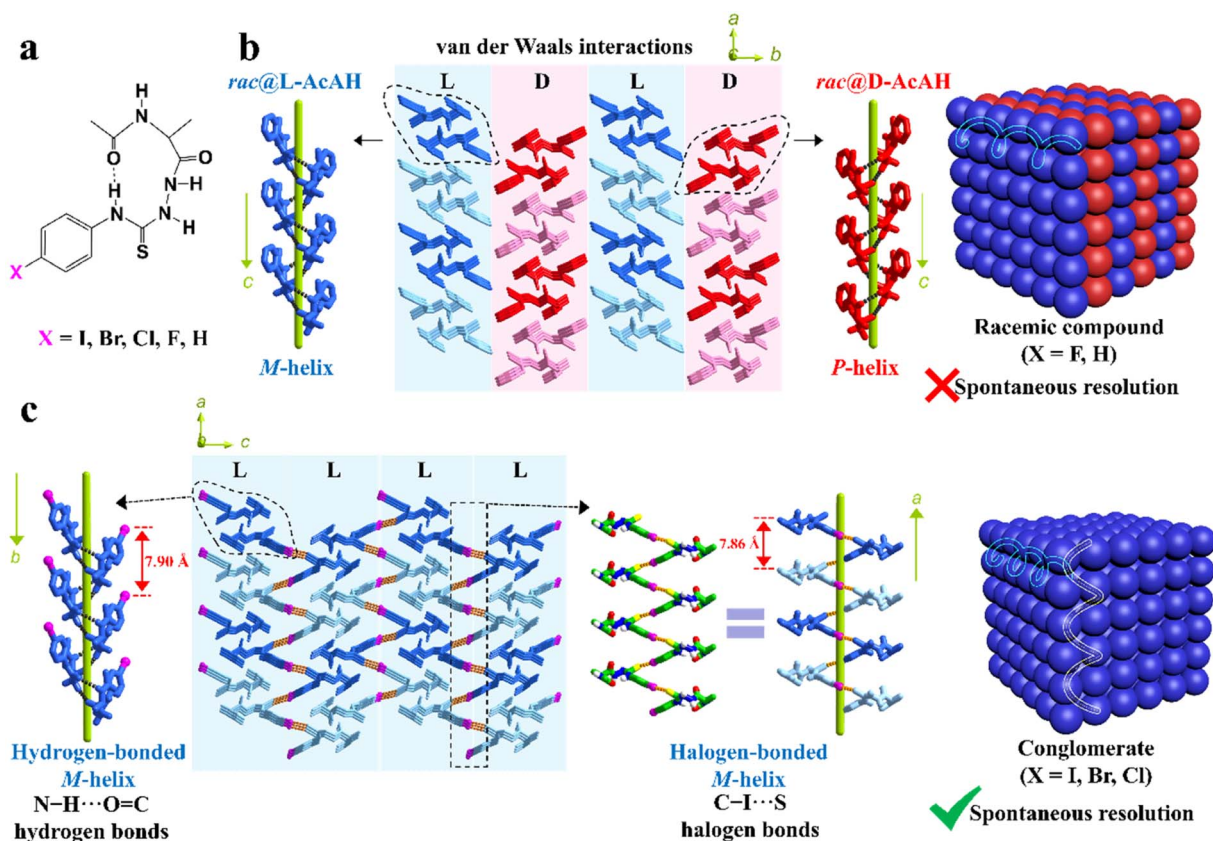 a
H
N
O
O
H
N–H
N
N
H
S
X
X = I, Br, Cl, F, H
b
van der Waals interactions
a
c
b
rac@L-AcAH
L
D
L
D
rac@D-AcAH
c
M-helix
c
P-helix
Racemic compound
(X = F, H)
Spontaneous resolution
c
a
b
c
L
L
L
L
b
7.90 Å
7.86 Å
a
Hydrogen-bonded
M-helix
N−H···O=C
hydrogen bonds
Halogen-bonded
M-helix
C−I···S
halogen bonds
Conglomerate
(X = I, Br, Cl)
Spontaneous resolution